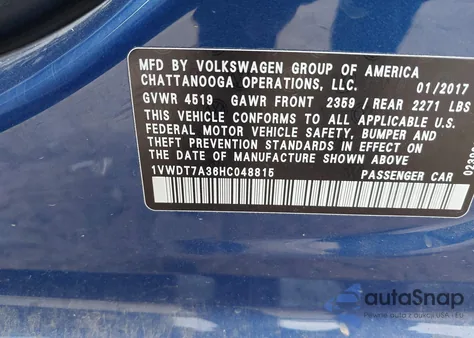 MFD BY VOLKSWAGEN GROUP OF AMERICA
CHATTANOOGA OPERATIONS, LLC. 01/2017
GVWR 4519 GAWR FRONT 2359 / REAR 2271 LBS
THIS VEHICLE CONFORMS TO ALL APPLICABLE U.S.
FEDERAL MOTOR VEHICLE SAFETY, BUMPER AND
THEFT PREVENTION STANDARDS IN EFFECT ON
DATE OF MANUFACTURE SHOWN ABOVE
1VWDT7A36HC048815 PASSENGER CAR
autoSnap